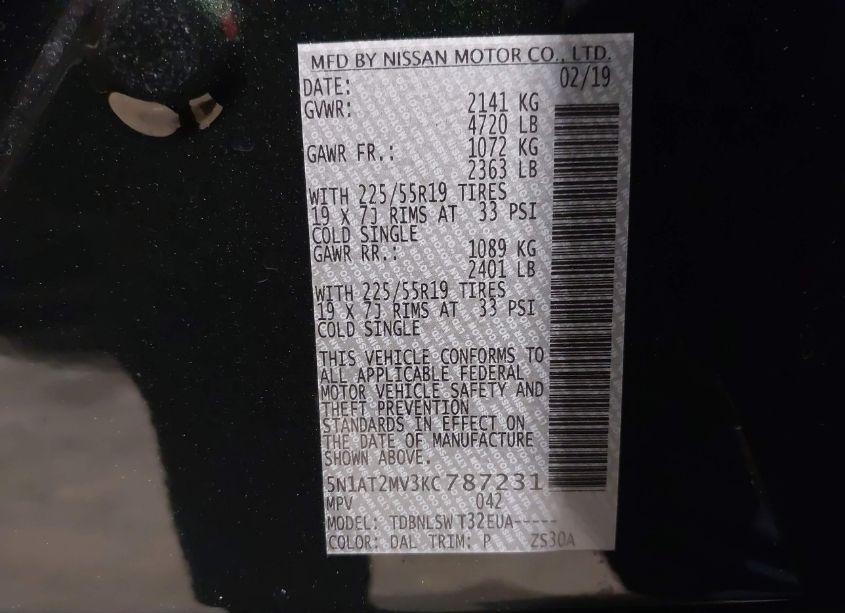 MFD BY NISSAN MOTOR CO., LTD.
DATE: 02/19
GVWR: 2141 KG
4720 LB
GAWR FR.: 1072 KG
2363 LB
WITH 225/55R19 TIRES
19 X 7J RIMS AT 33 PSI
COLD SINGLE
GAWR RR.: 1089 KG
2401 LB
WITH 225/55R19 TIRES
19 X 7J RIMS AT 33 PSI
COLD SINGLE
THIS VEHICLE CONFORMS TO
ALL APPLICABLE FEDERAL
MOTOR VEHICLE SAFETY AND
THEFT PREVENTION
STANDARDS IN EFFECT ON
THE DATE OF MANUFACTURE
SHOWN ABOVE.
5N1AT2MV3KC787231
MPV 042
MODEL: TDBNLSW T32EUA-----
COLOR: DAL TRIM: P ZS30A